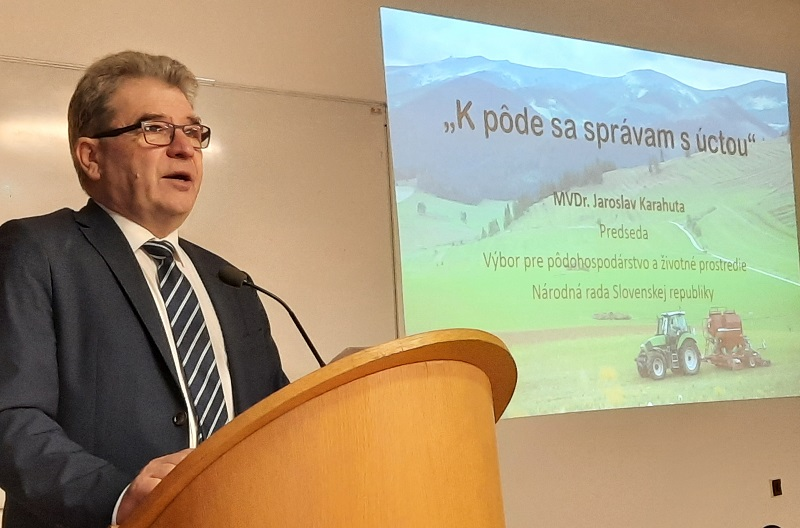 „K pôde sa správam s úctou“
MVDr. Jaroslav Karahuta
Predseda
Výbor pre pôdohospodárstvo a životné prostredie
Národná rada Slovenskej republiky